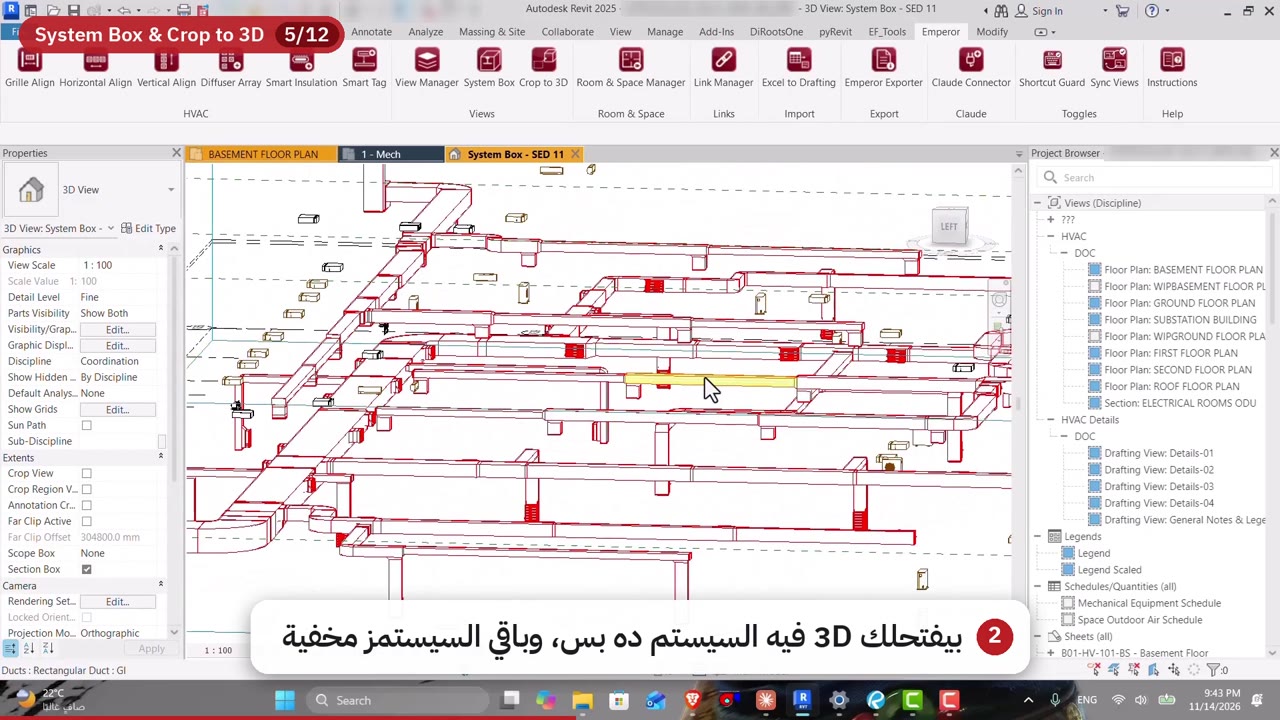 Autodesk Revit 2025 -
- 3D View: System Box - SED 11
Sign In
System Box & Crop to 3D 5/12
Annotate Analyze Massing & Site Collaborate View Manage Add-Ins DiRootsOne pyRevit EF_Tools Emperor Modify
Grille Align Horizontal Align Vertical Align Diffuser Array Smart Insulation Smart Tag View Manager System Box Crop to 3D Room & Space Manager Link Manager Excel to Drafting Emperor Exporter Claude Connector Shortcut Guard Sync Views Instructions
HVAC Views Room & Space Links Import Export Claude Toggles Help
Properties
3D View
3D View: System Box -
Edit Type
Graphics
View Scale 1 : 100
Scale Value 1: 100
Detail Level Fine
Parts Visibility Show Both
Visibility/Grap... Edit...
Graphic Displ... Edit...
Discipline Coordination
Show Hidden ... By Discipline
Default Analys... None
Show Grids Edit...
Sun Path
Sub-Discipline
Extents
Crop View
Crop Region V...
Annotation Cr...
Far Clip Active
Far Clip Offset 304800.0 mm
Scope Box None
Section Box
Camera
Rendering Set... Edit...
Locked Orient...
Projection Mo... Orthographic
Apply
BASEMENT FLOOR PLAN
1 - Mech
System Box - SED 11
LEFT
Project Browser
Search
Views (Discipline)
???
HVAC
DOC
Floor Plan: BASEMENT FLOOR PLAN
Floor Plan: WIPBASEMENT FLOOR PL
Floor Plan: GROUND FLOOR PLAN
Floor Plan: SUBSTATION BUILDING
Floor Plan: WIPGROUND FLOOR PLA
Floor Plan: FIRST FLOOR PLAN
Floor Plan: SECOND FLOOR PLAN
Floor Plan: ROOF FLOOR PLAN
Section: ELECTRICAL ROOMS ODU
HVAC Details
DOC
Drafting View: Details-01
Drafting View: Details-02
Drafting View: Details-03
Drafting View: Details-04
Drafting View: General Notes & Lege
Legends
Legend
Legend Scaled
Schedules/Quantities (all)
Mechanical Equipment Schedule
Space Outdoor Air Schedule
Sheets (all)
B01-HV-101-BS - Basement Floor
2 بيفتحلك 3D فيه السيستم ده بس، وباقي السيستمز مخفية
1 : 100
Ducts : Rectangular Duct : GI
:0
22°C
صافٍ غالبًا
Search
ENG
9:43 PM
11/14/2026